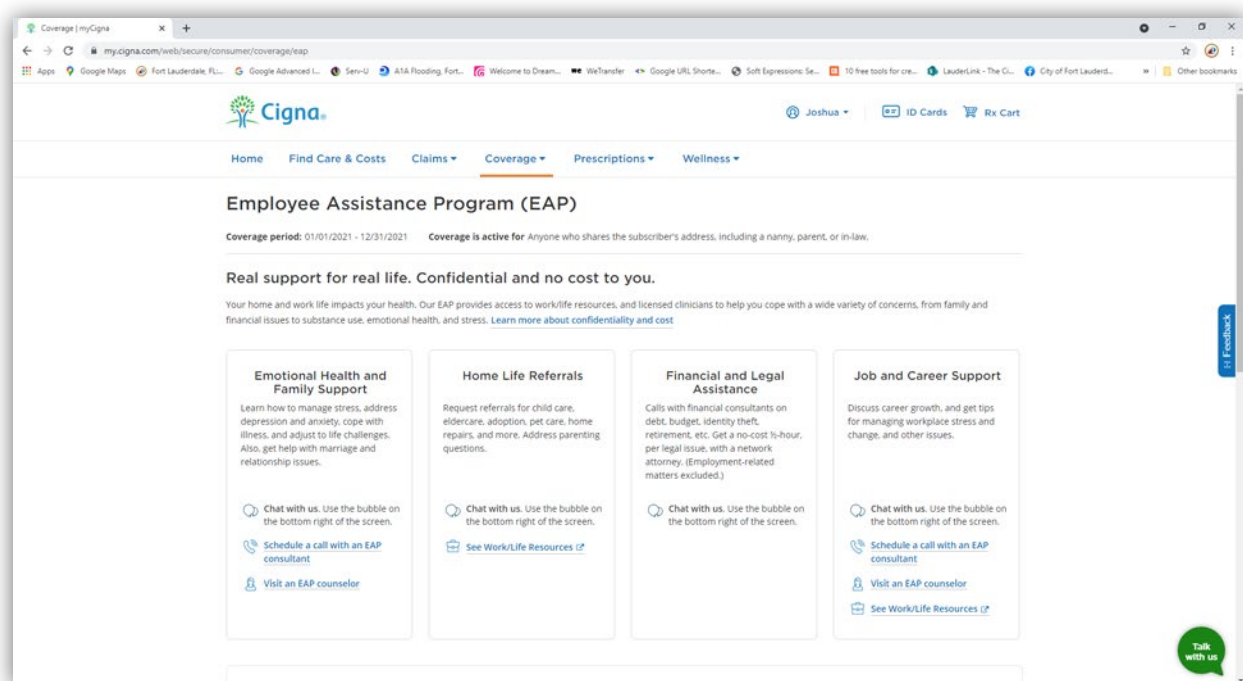 Coverage | myCigna
my.cigna.com/web/secure/consumer/coverage/eap
Apps Google Maps Fort Lauderdale, FL:... Google Advanced I... Serv-U A1A Flooding, Fort... Welcome to Dream... WeTransfer Google URL Shorte... Soft Expressions: Se... 10 free tools for cre... LauderLink - The Ci... City of Fort Lauderd... » Other bookmarks
Cigna®
Joshua ID Cards Rx Cart
Home Find Care & Costs Claims Coverage Prescriptions Wellness
Employee Assistance Program (EAP)
Coverage period: 01/01/2021 - 12/31/2021 Coverage is active for Anyone who shares the subscriber's address, including a nanny, parent, or in-law.
Real support for real life. Confidential and no cost to you.
Your home and work life impacts your health. Our EAP provides access to work/life resources, and licensed clinicians to help you cope with a wide variety of concerns, from family and
financial issues to substance use, emotional health, and stress. Learn more about confidentiality and cost
Feedback
Emotional Health and
Family Support
Learn how to manage stress, address
depression and anxiety, cope with
illness, and adjust to life challenges.
Also, get help with marriage and
relationship issues.
Chat with us. Use the bubble on
the bottom right of the screen.
Schedule a call with an EAP
consultant
Visit an EAP counselor
Home Life Referrals
Request referrals for child care,
eldercare, adoption, pet care, home
repairs, and more. Address parenting
questions.
Chat with us. Use the bubble on
the bottom right of the screen.
See Work/Life Resources
Financial and Legal
Assistance
Calls with financial consultants on
debt, budget, identity theft,
retirement, etc. Get a no-cost ½-hour,
per legal issue, with a network
attorney. (Employment-related
matters excluded.)
Chat with us. Use the bubble on
the bottom right of the screen.
Job and Career Support
Discuss career growth, and get tips
for managing workplace stress and
change, and other issues.
Chat with us. Use the bubble on
the bottom right of the screen.
Schedule a call with an EAP
consultant
Visit an EAP counselor
See Work/Life Resources
Talk
with us